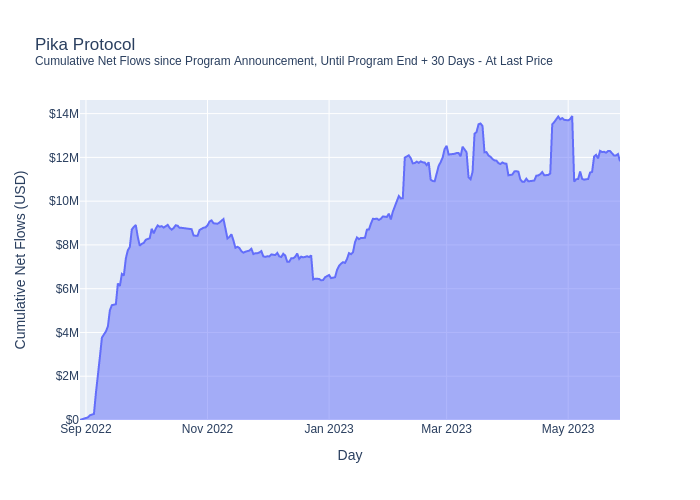 Pika Protocol
Cumulative Net Flows since Program Announcement, Until Program End + 30 Days - At Last Price
$14M
$12M
$10M
$8M
$6M
$4M
$2M
$0
Cumulative Net Flows (USD)
Sep 2022
Nov 2022
Jan 2023
Mar 2023
May 2023
Day